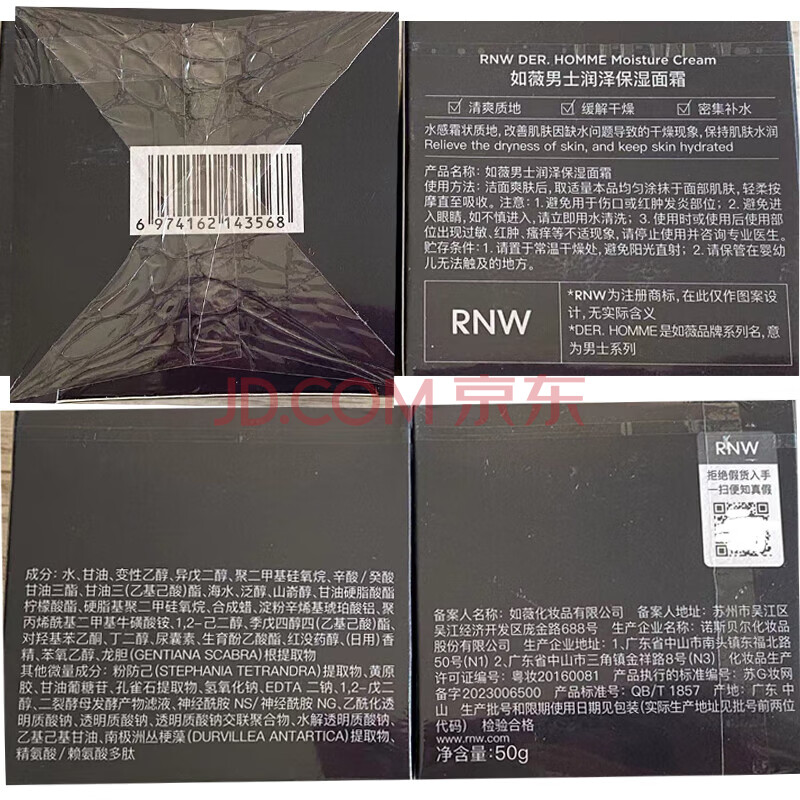 6 974162 143568
RNW DER. HOMME Moisture Cream
如薇男士润泽保湿面霜
清爽质地 缓解干燥 密集补水
水感霜状质地, 改善肌肤因缺水问题导致的干燥现象, 保持肌肤水润
Relieve the dryness of skin, and keep skin hydrated
产品名称: 如薇男士润泽保湿面霜
使用方法: 洁面爽肤后, 取适量本品均匀涂抹于面部肌肤, 轻柔按
摩直至吸收。注意: 1. 避免用于伤口或红肿发炎部位; 2. 避免进
入眼睛, 如不慎进入, 请立即用水清洗; 3. 使用时或使用后使用部
位出现过敏、红肿、瘙痒等不适现象, 请停止使用并咨询专业医生。
贮存条件: 1. 请置于常温干燥处, 避免阳光直射; 2. 请保管在婴幼
儿无法触及的地方。
RNW
*RNW为注册商标, 在此仅作图案设
计, 无实际含义
*DER. HOMME是如薇品牌系列名, 意
为男士系列
JD.COM 京东
成分: 水、甘油、变性乙醇、异戊二醇、聚二甲基硅氧烷、辛酸/癸酸
甘油三酯、甘油三(乙基己酸)酯、海水、泛醇、山嵛醇、甘油硬脂酸酯
柠檬酸酯、硬脂基聚二甲硅氧烷、合成蜡、淀粉辛烯基琥珀酸铝、聚
丙烯酰基二甲基牛磺酸铵、1,2-己二醇、季戊四醇四(乙基己酸)酯、
对羟基苯乙酮、丁二醇、尿囊素、生育酚乙酸酯、红没药醇、(日用)香
精、苯氧乙醇、龙胆(GENTIANA SCABRA)根提取物
其他微量成分: 粉防己(STEPHANIA TETRANDRA)提取物、黄原
胶、甘油葡糖苷、孔雀石提取物、氢氧化钠、EDTA 二钠、1,2-戊二
醇、二裂酵母发酵产物滤液、神经酰胺 NS/ 神经酰胺 NG、乙酰化透
明质酸钠、透明质酸钠、透明质酸钠交联聚合物、水解透明质酸钠、
乙基己基甘油、南极洲丛梗藻(DURVILLEA ANTARTICA)提取物、
精氨酸/赖氨酸多肽
RNW
拒绝假货入手
一扫便知真假
备案人名称: 如薇化妆品有限公司 备案人地址: 苏州市吴江区
吴江经济开发区庞金路688号 生产企业名称: 诺斯贝尔化妆品
股份有限公司 生产企业地址: 1.广东省中山市南头镇东福北路
50号(N1) 2.广东省中山市三角镇金祥路8号(N3) 化妆品生产
许可证编号: 粤妆20160081 产品执行的标准编号: 苏G妆网
备字2023006500 产品标准号: QB/T 1857 产地: 广东 中
山 生产批号和限期使用日期见包装(实际生产地址见批号前两位
代码) 检验合格
www.rnw.com
净含量: 50g